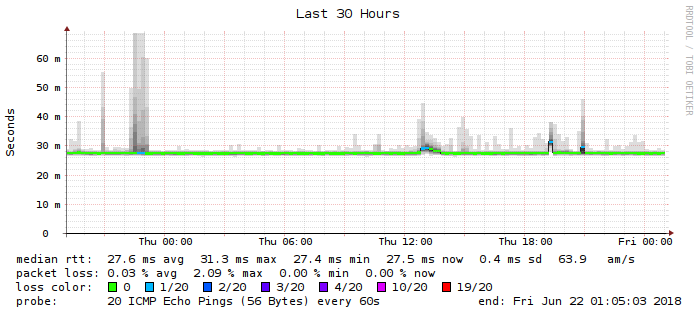 Last 30 Hours
RRDTOOL / TOBI OETIKER
Seconds
60 m
50 m
40 m
30 m
20 m
10 m
0
Thu 00:00 Thu 06:00 Thu 12:00 Thu 18:00 Fri 00:00
median rtt: 27.6 ms avg 31.3 ms max 27.4 ms min 27.5 ms now 0.4 ms sd 63.9 am/s
packet loss: 0.03 % avg 2.09 % max 0.00 % min 0.00 % now
loss color: 0 1/20 2/20 3/20 4/20 10/20 19/20
probe: 20 ICMP Echo Pings (56 Bytes) every 60s end: Fri Jun 22 01:05:03 2018